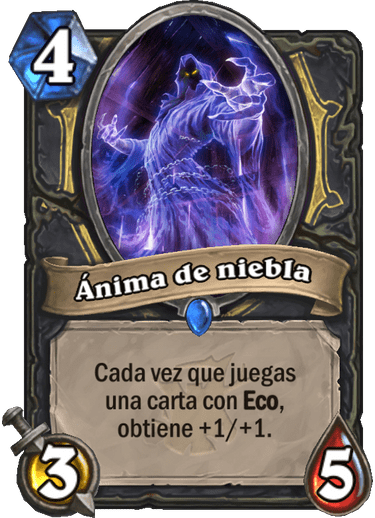 4
Ánima de niebla
Cada vez que juegas
una carta con Eco,
obtiene +1/+1.
3
5